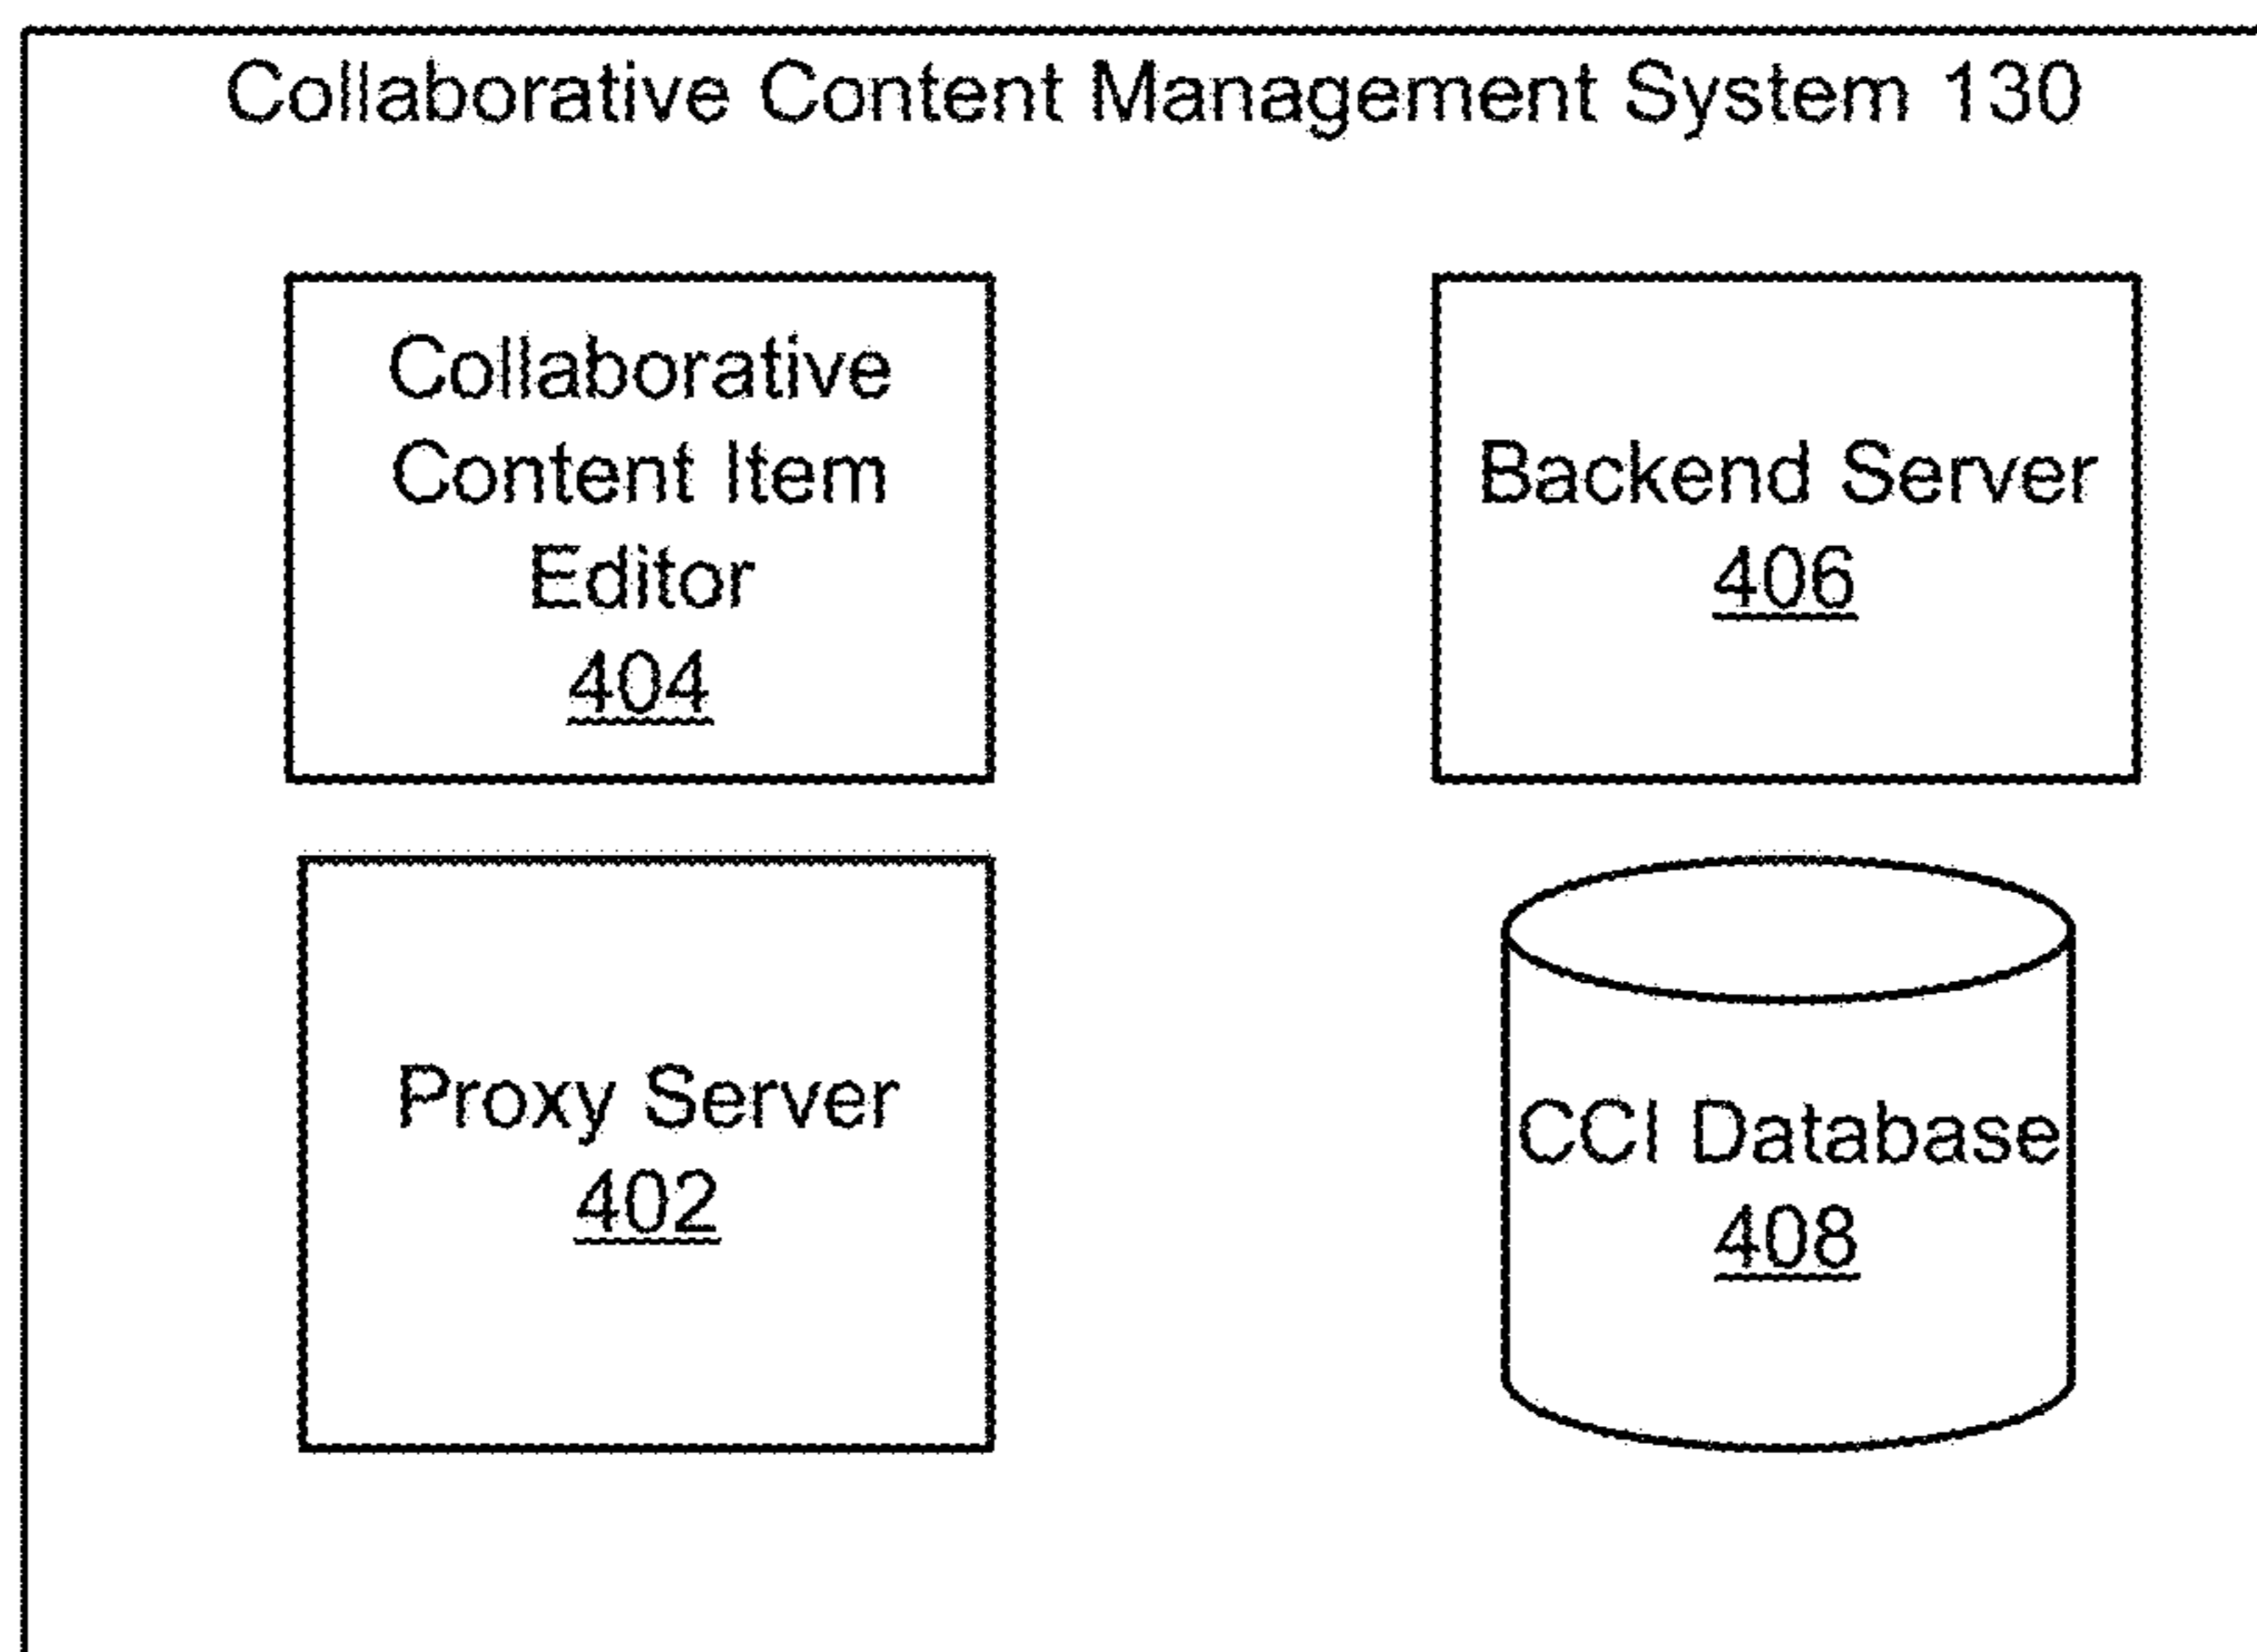 Collaborative Content Management System 130
Collaborative
Content Item
Editor
404
Backend Server
406
Proxy Server
402
CCI Database
408